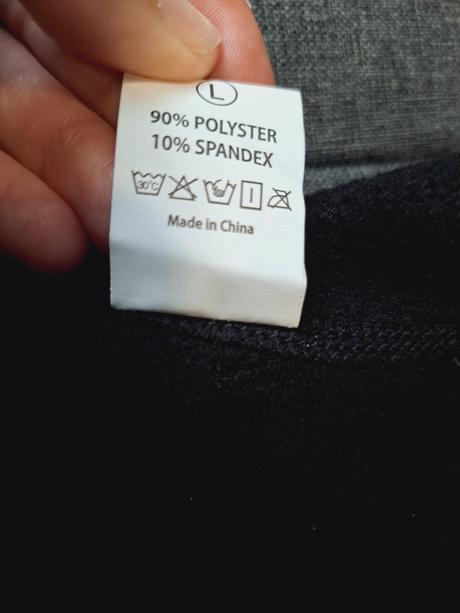 L
90% POLYSTER
10% SPANDEX
30°C
Made in China